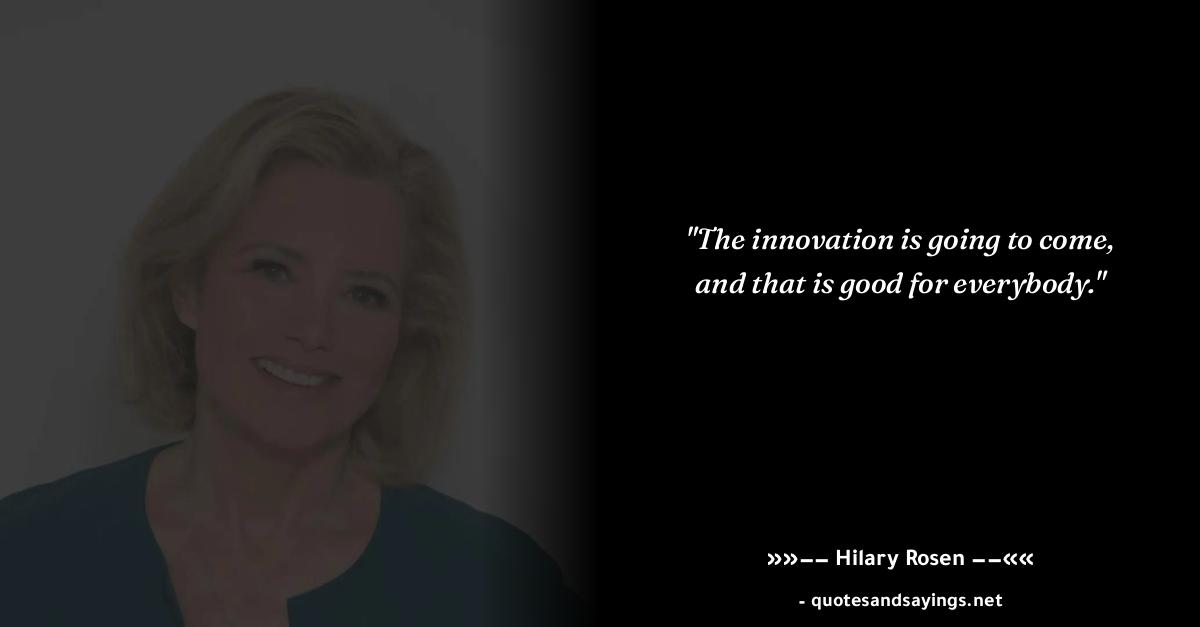 "The innovation is going to come,
and that is good for everybody."
»»−− Hilary Rosen −−««
- quotesandsayings.net